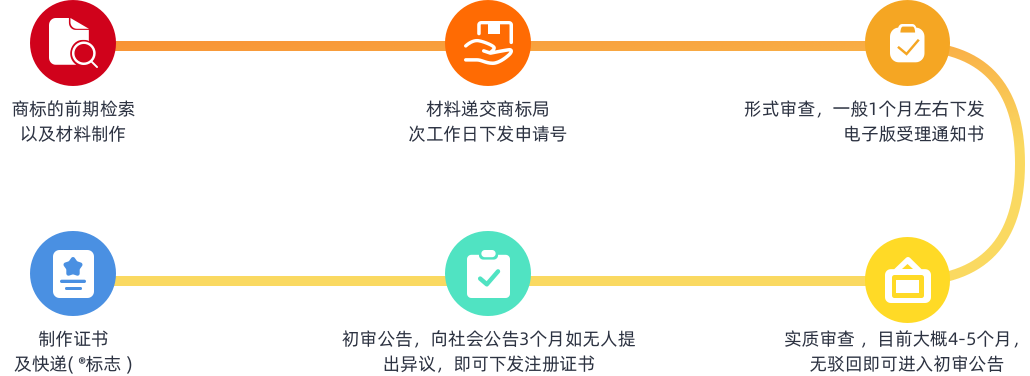 商标的前期检索
以及材料制作
材料递交商标局
次工作日下发申请号
形式审查，一般1个月左右下发
电子版受理通知书
实质审查 ，目前大概4-5个月，
无驳回即可进入初审公告
初审公告，向社会公告3个月如无人提
出异议，即可下发注册证书
制作证书
及快递( ®标志 )